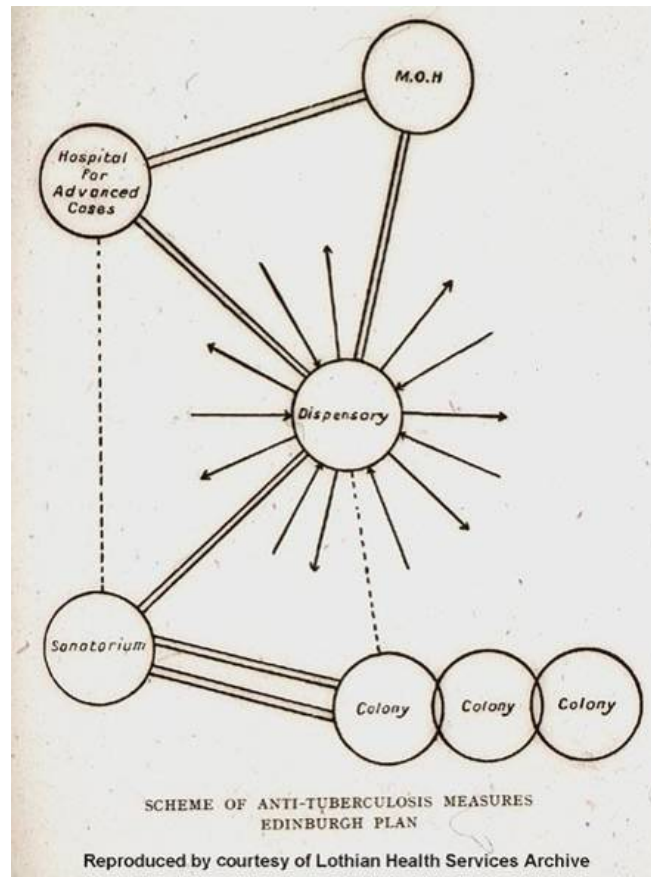 M.O.H
Hospital
for
Advanced
Cases
Dispensary
Sanatorium
Colony
Colony
Colony
SCHEME OF ANTI-TUBERCULOSIS MEASURES
EDINBURGH PLAN
Reproduced by courtesy of Lothian Health Services Archive